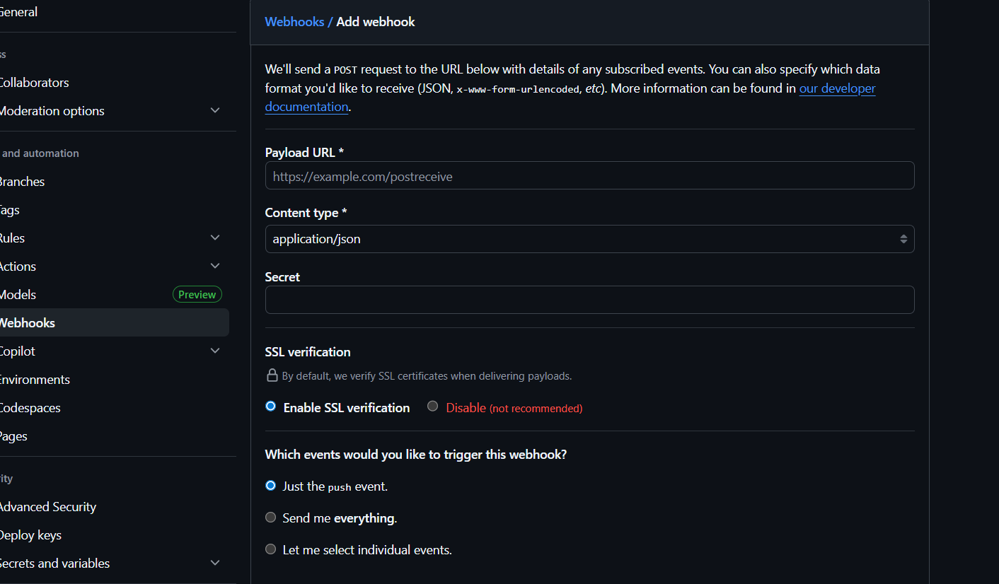 General
Collaborators
Moderation options
and automation
Branches
Tags
Rules
Actions
Models
Preview
Webhooks
Copilot
Environments
Codespaces
Pages
Advanced Security
Deploy keys
Secrets and variables
Webhooks / Add webhook
We'll send a POST request to the URL below with details of any subscribed events. You can also specify which data
format you'd like to receive (JSON, x-www-form-urlencoded, etc). More information can be found in our developer
documentation.
Payload URL *
https://example.com/postreceive
Content type *
application/json
Secret
SSL verification
By default, we verify SSL certificates when delivering payloads.
Enable SSL verification
Disable (not recommended)
Which events would you like to trigger this webhook?
Just the push event.
Send me everything.
Let me select individual events.